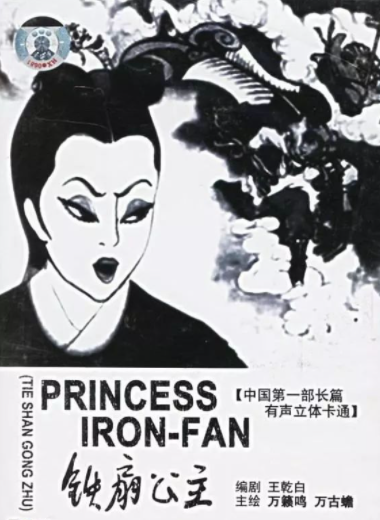 (TIE SHAN GONG ZHU)
PRINCESS
IRON-FAN
【中国第一部长篇
有声立体卡通】
铁扇公主
编剧 王乾白
主绘 万籁鸣 万古蟾